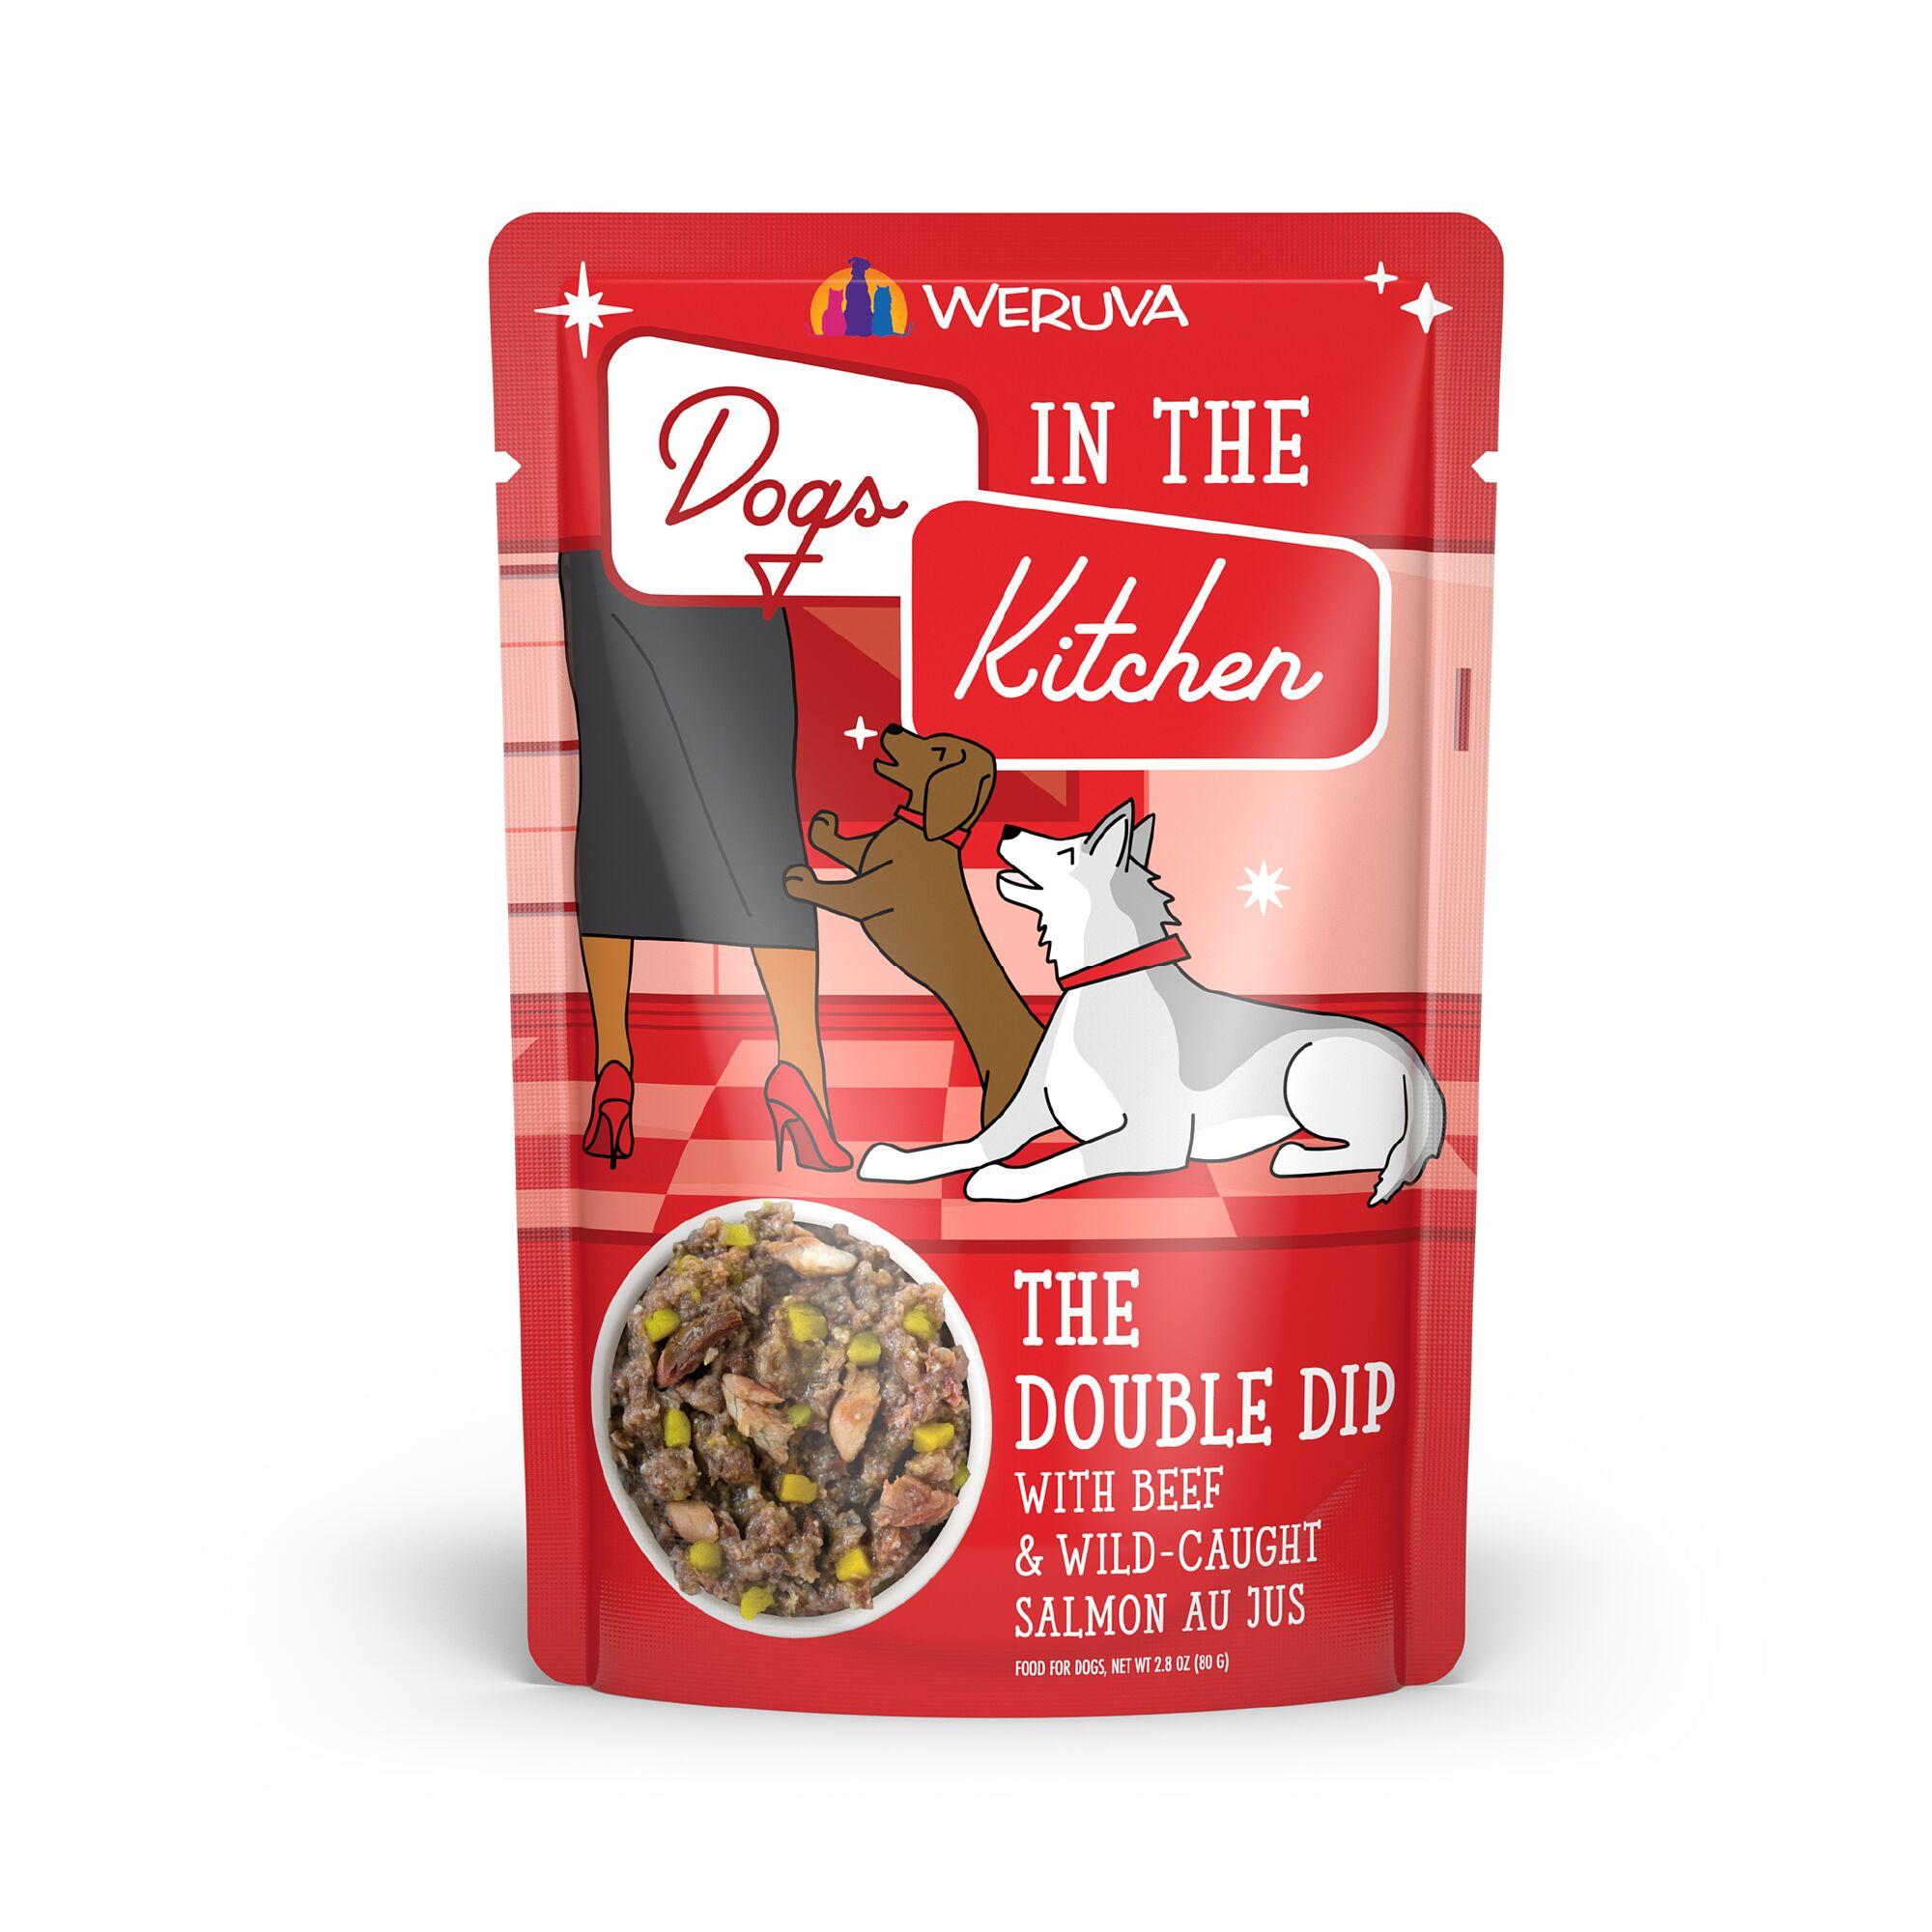 WERUVA
Dogs
IN THE
Kitchen
THE
DOUBLE DIP
WITH BEEF
& WILD-CAUGHT
SALMON AU JUS
FOOD FOR DOGS, NET WT 2.8 OZ (80 G)